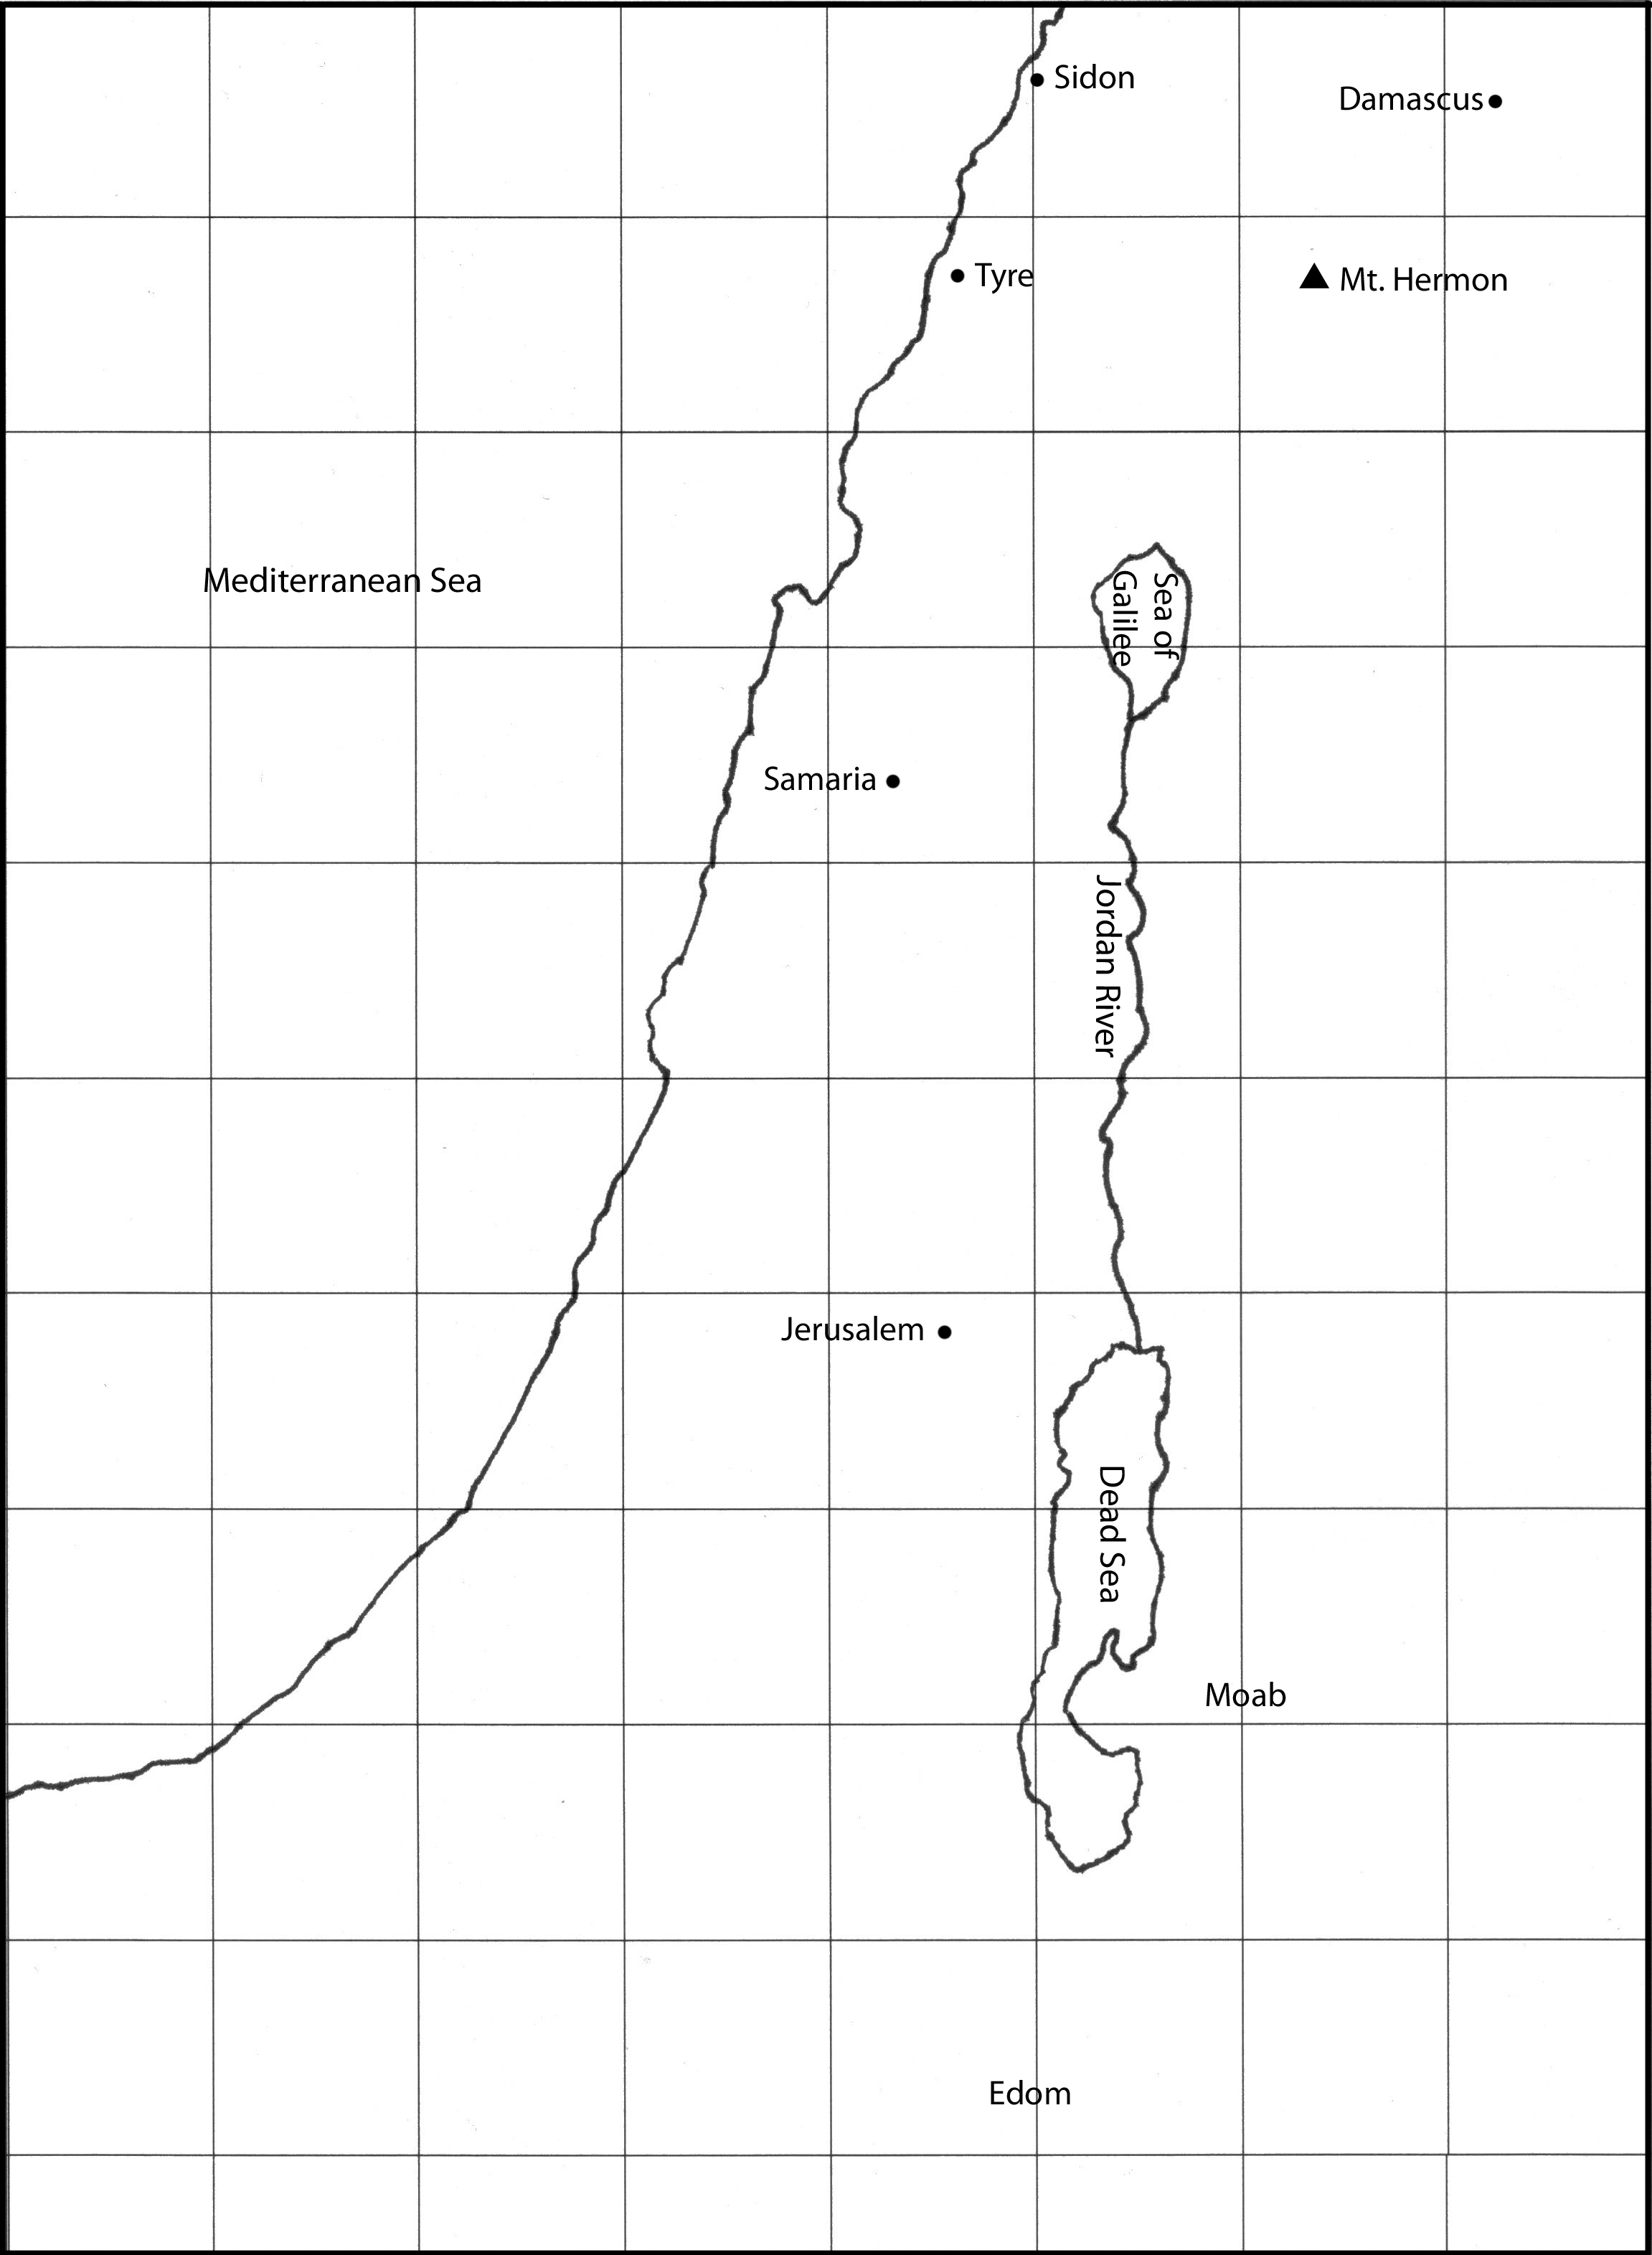 Sidon
Damascus
Tyre
Mt. Hermon
Mediterranean Sea
Sea of
Galilee
Samaria
Jordan River
Jerusalem
Dead Sea
Moab
Edom